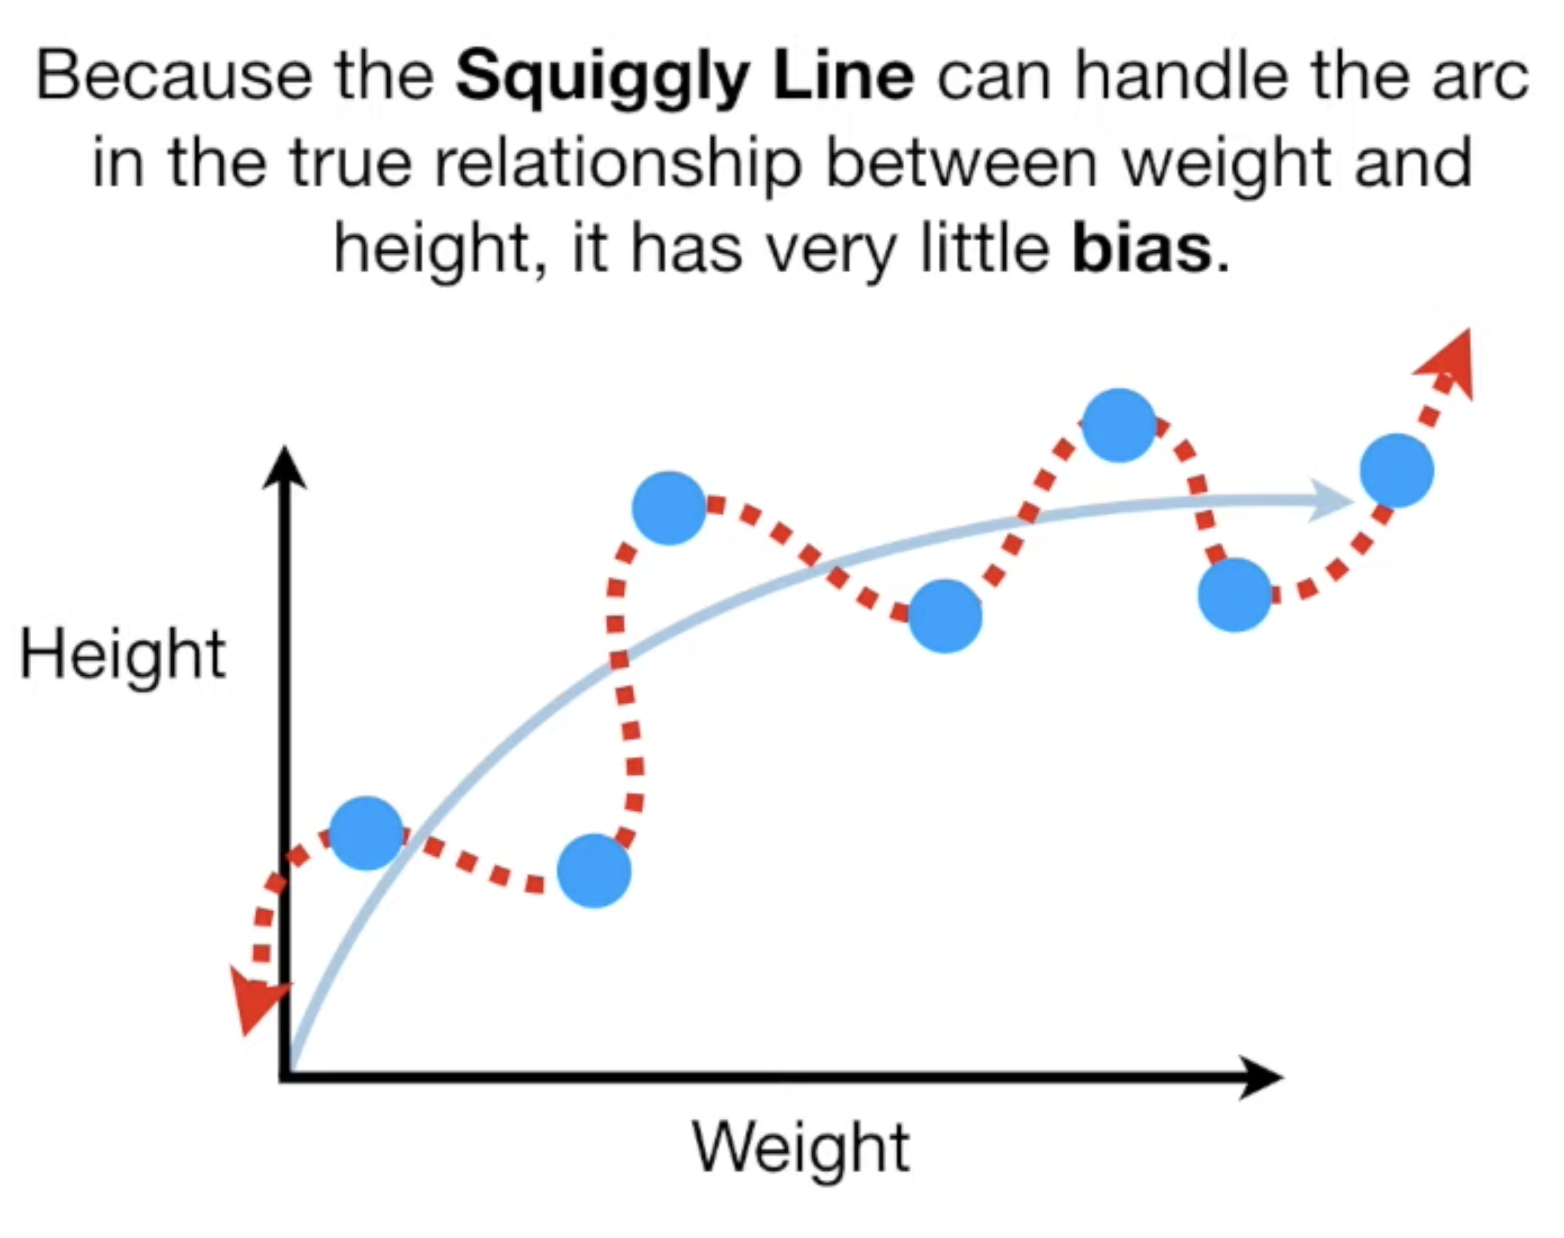 Because the Squiggly Line can handle the arc
in the true relationship between weight and
height, it has very little bias.
Height
Weight